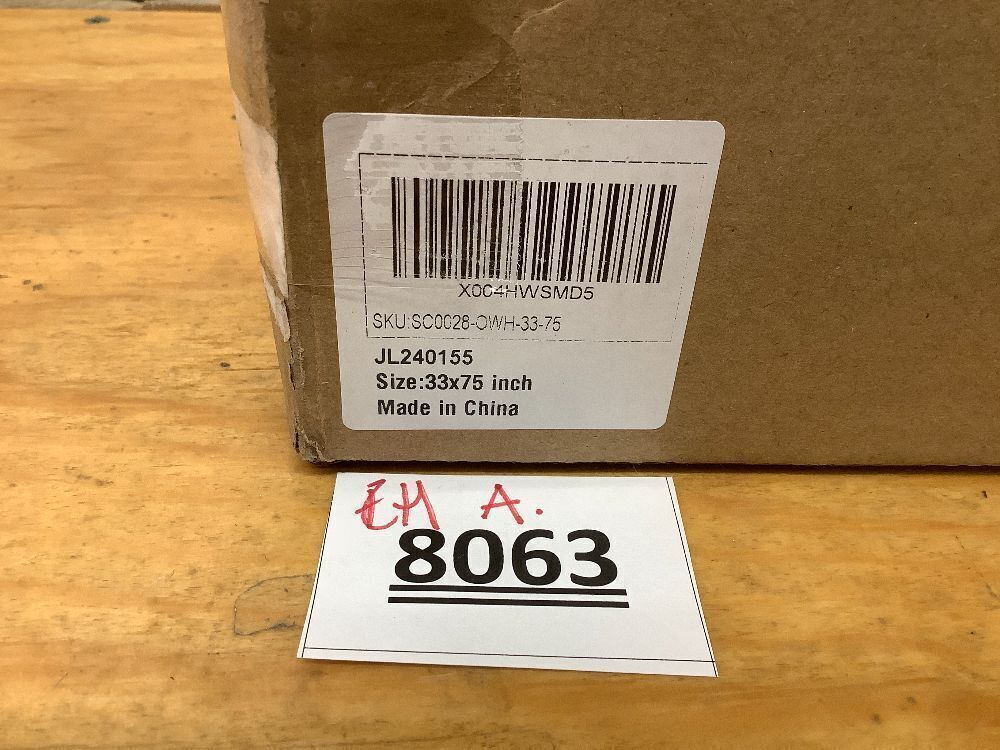 X004HWSMD5
SKU:SC0028-OWH-33-75
JL240155
Size:33x75 inch
Made in China
EH A.
8063